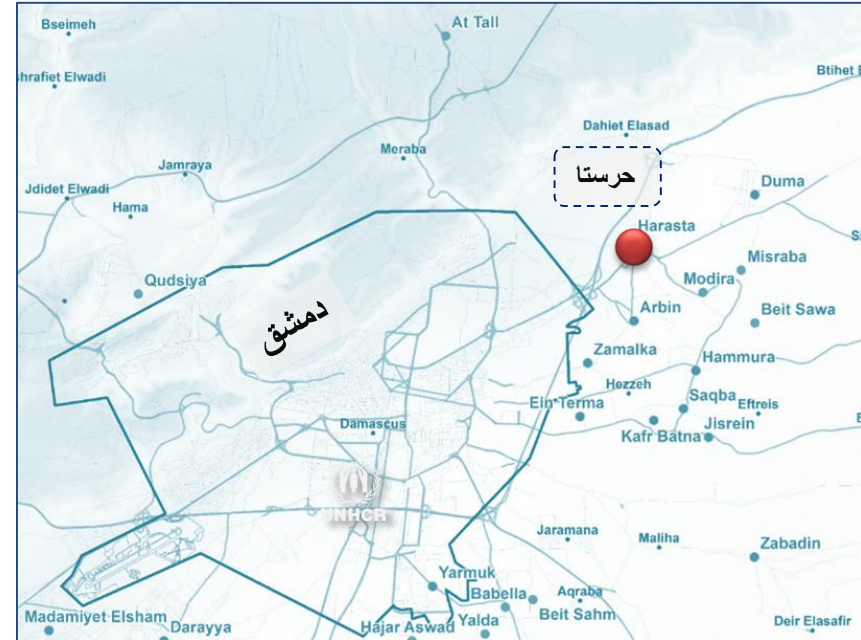 Bseimeh
At Tall
hrafiet Elwadi
Btihet E
Dahiet Elasad
Meraba
حرستا
Jamraya
Duma
Jdidet Elwadi
Hama
Harasta
Misraba
Qudsiya
Modira
دمشق
Arbin
Beit Sawa
Zamalka
Hammura
Hezzeh
Saqba
Eftreis
Ein Terma
Damascus
Kafr Batna
Jisrein
UNHCR
Jaramana
Maliha
Zabadin
Yarmuk
Babella
Aqraba
Beit Sahm
Madamiyet Elsham
Darayya
Hajar Aswad
Yalda
Deir Elasafir